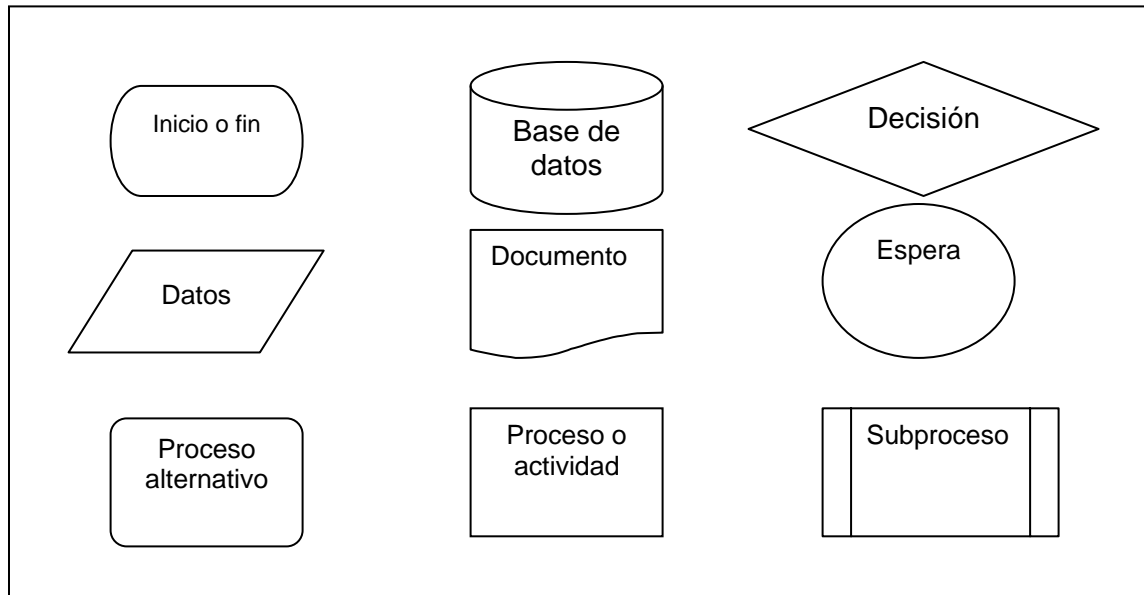 Inicio o fin
Base de
datos
Decisión
Datos
Documento
Espera
Proceso
alternativo
Proceso o
actividad
Subproceso